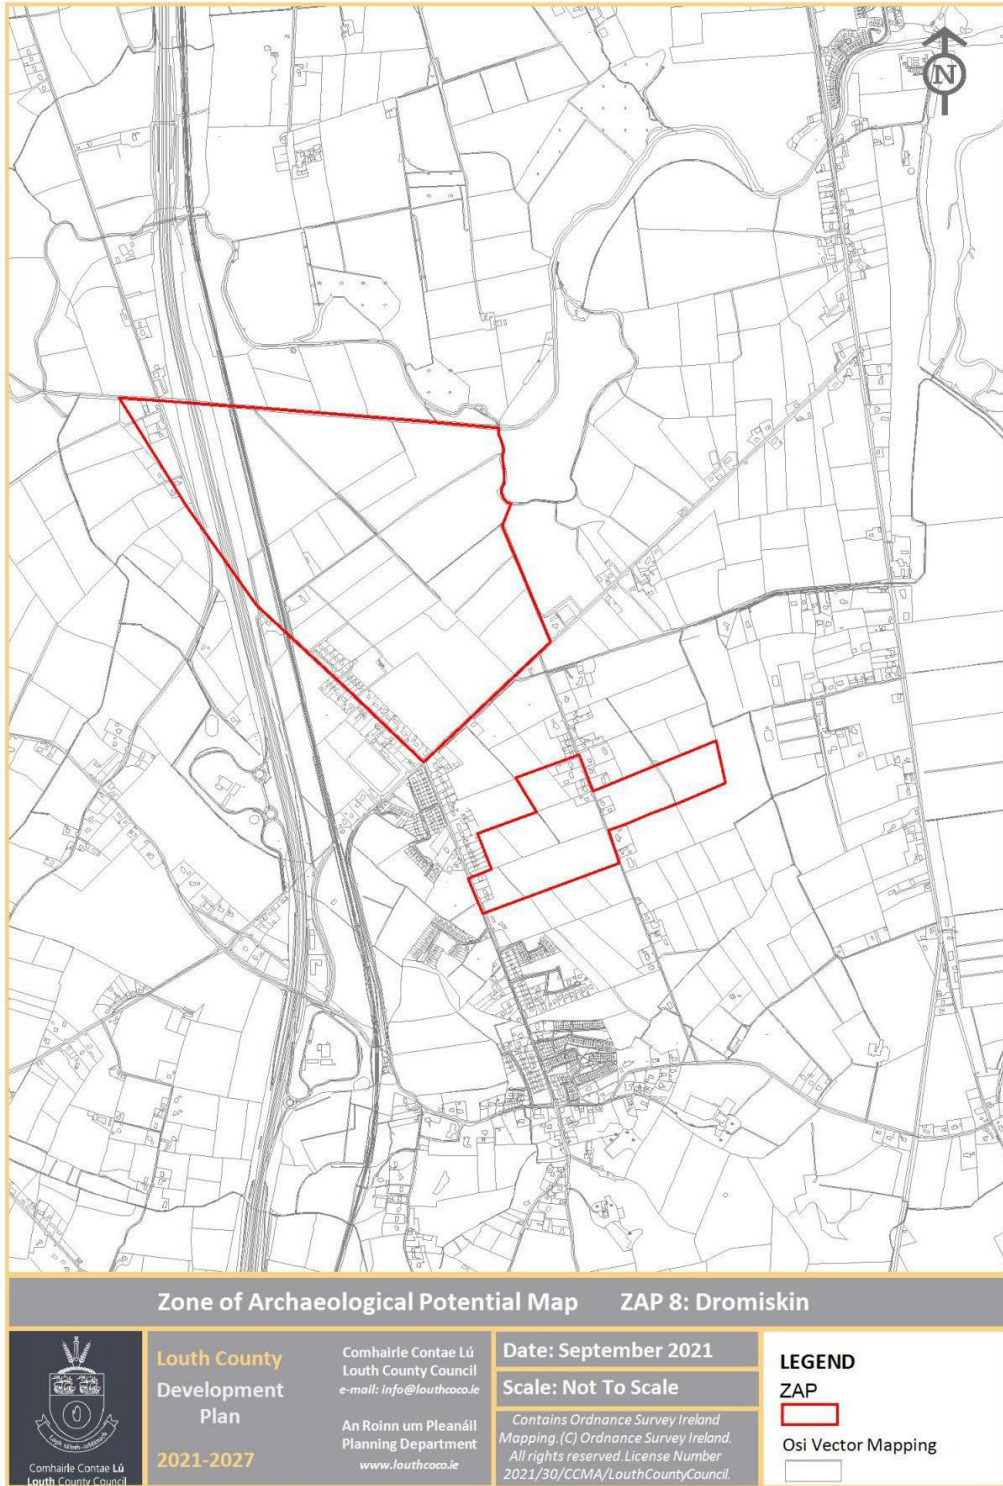 N
Zone of Archaeological Potential Map ZAP 8: Dromiskin
Comhairle Contae Lú
Louth County Council
Louth County
Development
Plan
2021-2027
Comhairle Contae Lú
Louth County Council
e-mail: info@louthcoco.ie
An Roinn um Pleanáil
Planning Department
www.louthcoco.ie
Date: September 2021
Scale: Not To Scale
Contains Ordnance Survey Ireland
Mapping.(C) Ordnance Survey Ireland.
All rights reserved.License Number
2021/30/CCMA/LouthCountyCouncil.
LEGEND
ZAP
Osi Vector Mapping